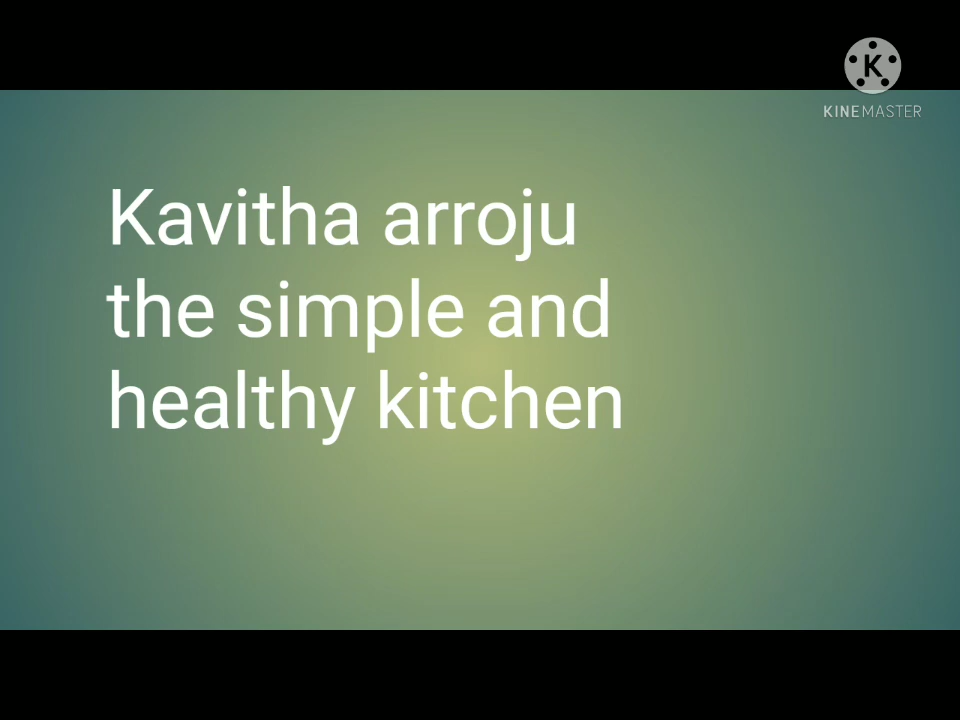 K
KINEMASTER
Kavitha arroju
the simple and
healthy kitchen